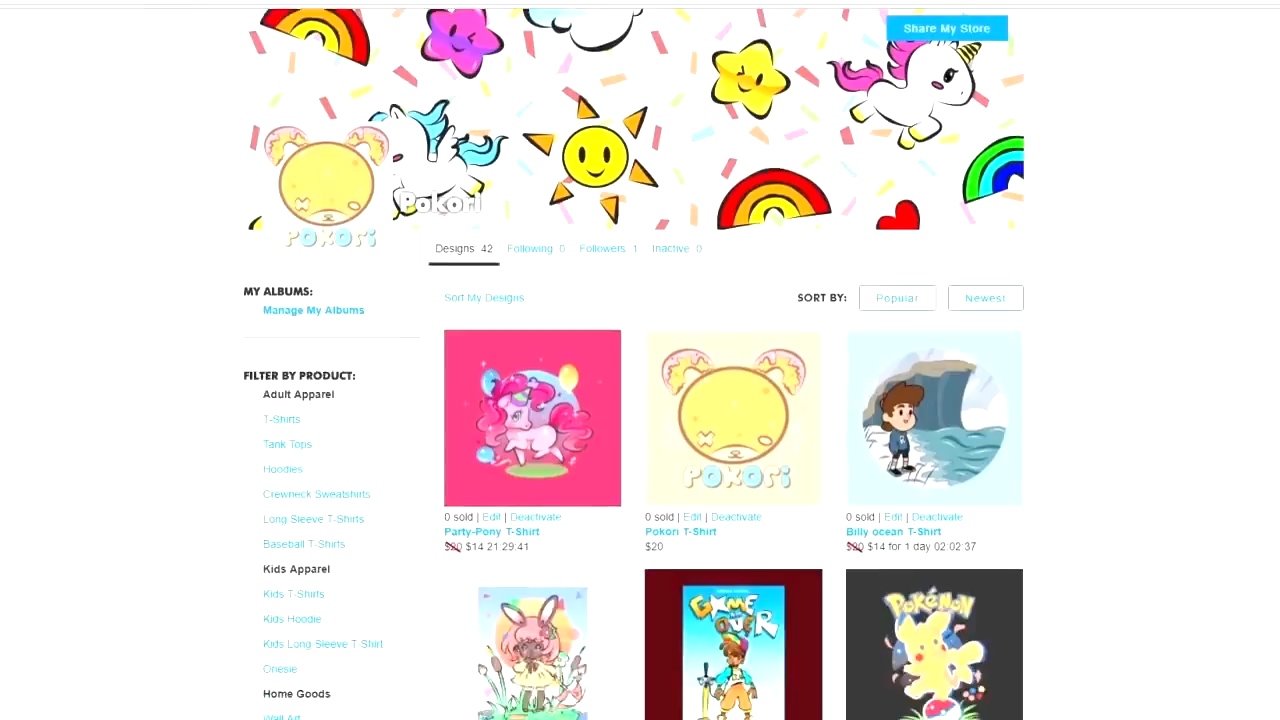 Share My Store
Pokori
POKORi
Designs 42 Following 0 Followers 1 Inactive 0
MY ALBUMS:
Manage My Albums
Sort My Designs
SORT BY: Popular Newest
FILTER BY PRODUCT:
Adult Apparel
T-Shirts
Tank Tops
Hoodies
Crewneck Sweatshirts
Long Sleeve T-Shirts
Baseball T-Shirts
Kids Apparel
Kids T-Shirts
Kids Hoodie
Kids Long Sleeve T-Shirt
Onesie
Home Goods
Wall Art
POKORi
0 sold | Edit | Deactivate
Party-Pony T-Shirt
$20 $14 21:29:41
0 sold | Edit | Deactivate
Pokori T-Shirt
$20
0 sold | Edit | Deactivate
Billy ocean T-Shirt
$20 $14 for 1 day 02:02:37
GAME OVER
POKéMON